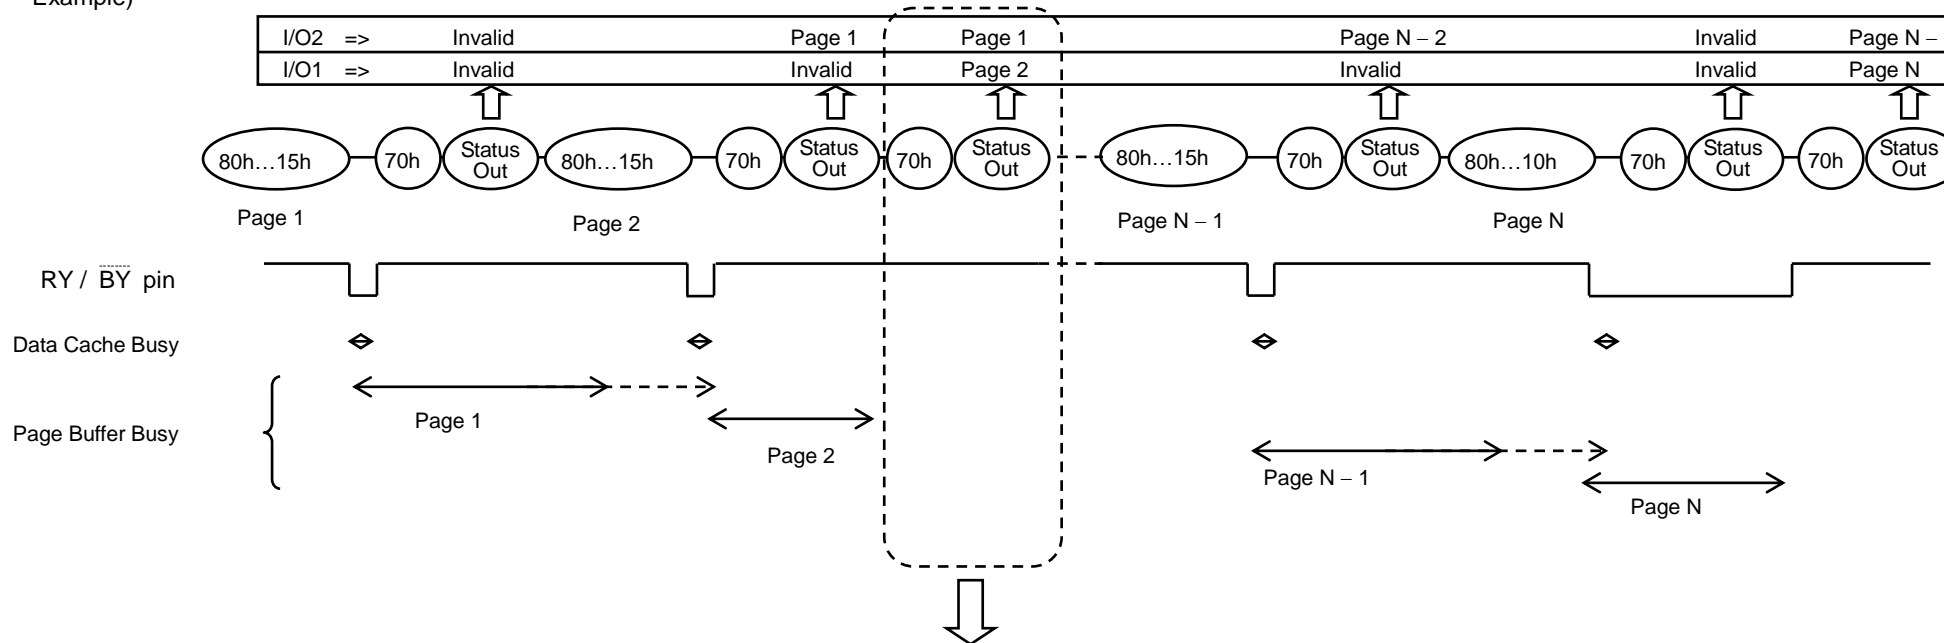 Example)
I/O2 => Invalid Page 1 Page 1 Page N − 2 Invalid Page N −
I/O1 => Invalid Invalid Page 2 Invalid Invalid Page N
80h…15h 70h Status Out 80h…15h 70h Status Out 70h Status Out 80h…15h 70h Status Out 80h…10h 70h Status Out 70h Status Out
Page 1 Page 2 Page N − 1 Page N
RY / BY pin
Data Cache Busy
Page 1
Page Buffer Busy
Page 2
Page N − 1
Page N